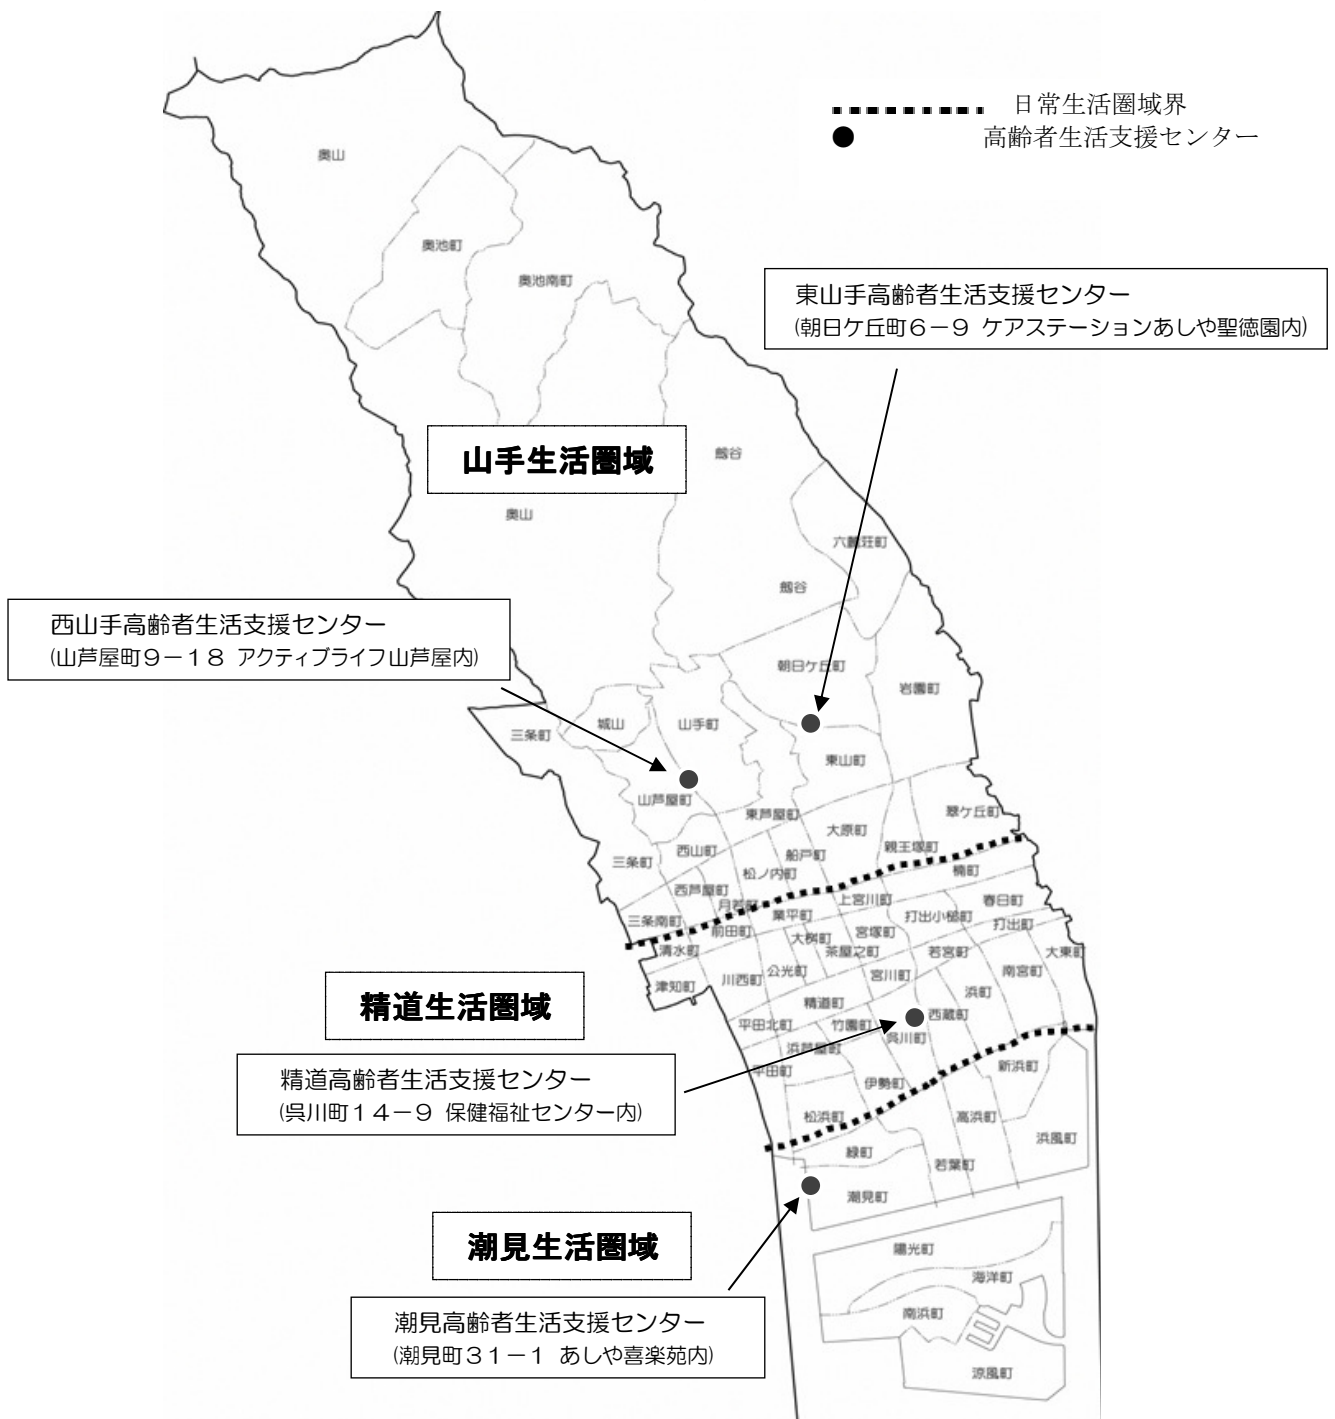 日常生活圏域界
高齢者生活支援センター
奥山
奥池町
奥池南町
東山手高齢者生活支援センター
(朝日ケ丘町6－9 ケアステーションあしや聖徳園内)
山手生活圏域
剱谷
奥山
六麓荘町
剱谷
西山手高齢者生活支援センター
(山芦屋町9－18 アクティブライフ山芦屋内)
朝日ケ丘町
岩園町
城山
山手町
三条町
東山町
山芦屋町
東芦屋町
翠ケ丘町
大原町
親王塚町
西山町
船戸町
三条町
松ノ内町
楠町
西芦屋町
月若町
上宮川町
春日町
三条南町
業平町
打出小槌町
打出町
前田町
大桝町
宮塚町
清水町
茶屋之町
若宮町
大東町
公光町
宮川町
南宮町
川西町
津知町
浜町
精道生活圏域
精道町
西蔵町
平田北町
竹園町
呉川町
浜芦屋町
平田町
新浜町
精道高齢者生活支援センター
(呉川町14－9 保健福祉センター内)
伊勢町
松浜町
高浜町
浜風町
緑町
若葉町
潮見町
潮見生活圏域
陽光町
海洋町
南浜町
潮見高齢者生活支援センター
(潮見町31－1 あしや喜楽苑内)
涼風町